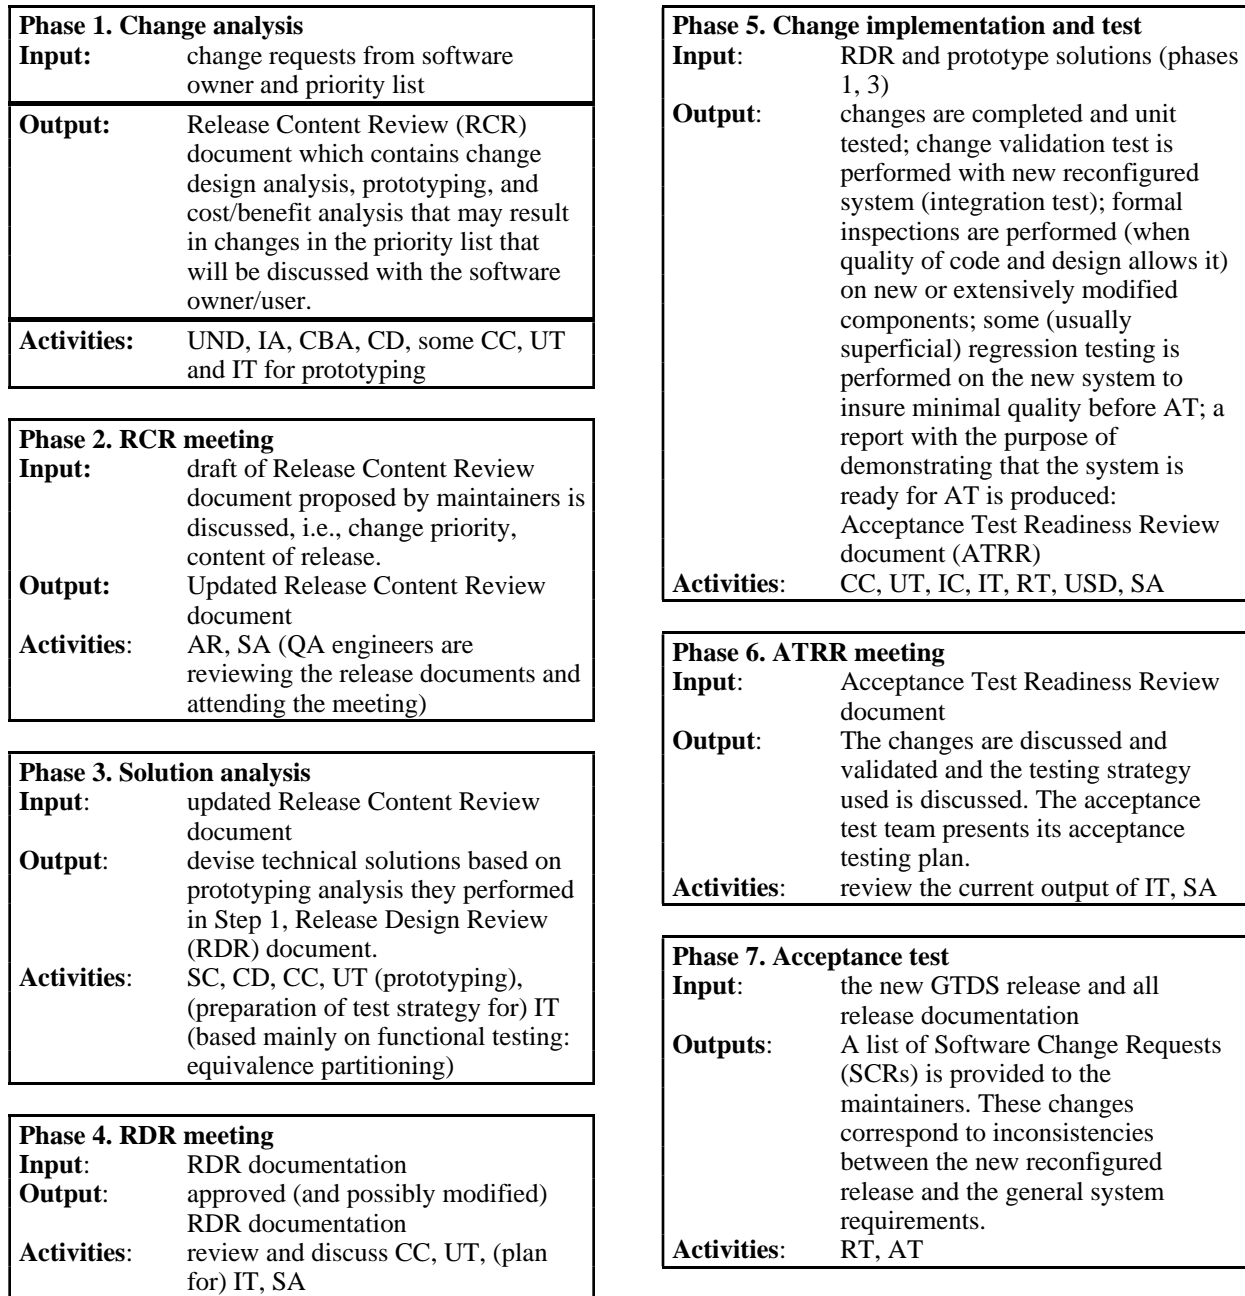 Phase 1. Change analysis
Input: change requests from software
owner and priority list
Output: Release Content Review (RCR)
document which contains change
design analysis, prototyping, and
cost/benefit analysis that may result
in changes in the priority list that
will be discussed with the software
owner/user.
Activities: UND, IA, CBA, CD, some CC, UT
and IT for prototyping
Phase 2. RCR meeting
Input: draft of Release Content Review
document proposed by maintainers is
discussed, i.e., change priority,
content of release.
Output: Updated Release Content Review
document
Activities: AR, SA (QA engineers are
reviewing the release documents and
attending the meeting)
Phase 3. Solution analysis
Input: updated Release Content Review
document
Output: devise technical solutions based on
prototyping analysis they performed
in Step 1, Release Design Review
(RDR) document.
Activities: SC, CD, CC, UT (prototyping),
(preparation of test strategy for) IT
(based mainly on functional testing:
equivalence partitioning)
Phase 4. RDR meeting
Input: RDR documentation
Output: approved (and possibly modified)
RDR documentation
Activities: review and discuss CC, UT, (plan
for) IT, SA
Phase 5. Change implementation and test
Input: RDR and prototype solutions (phases
1, 3)
Output: changes are completed and unit
tested; change validation test is
performed with new reconfigured
system (integration test); formal
inspections are performed (when
quality of code and design allows it)
on new or extensively modified
components; some (usually
superficial) regression testing is
performed on the new system to
insure minimal quality before AT; a
report with the purpose of
demonstrating that the system is
ready for AT is produced:
Acceptance Test Readiness Review
document (ATRR)
Activities: CC, UT, IC, IT, RT, USD, SA
Phase 6. ATRR meeting
Input: Acceptance Test Readiness Review
document
Output: The changes are discussed and
validated and the testing strategy
used is discussed. The acceptance
test team presents its acceptance
testing plan.
Activities: review the current output of IT, SA
Phase 7. Acceptance test
Input: the new GTDS release and all
release documentation
Outputs: A list of Software Change Requests
(SCRs) is provided to the
maintainers. These changes
correspond to inconsistencies
between the new reconfigured
release and the general system
requirements.
Activities: RT, AT